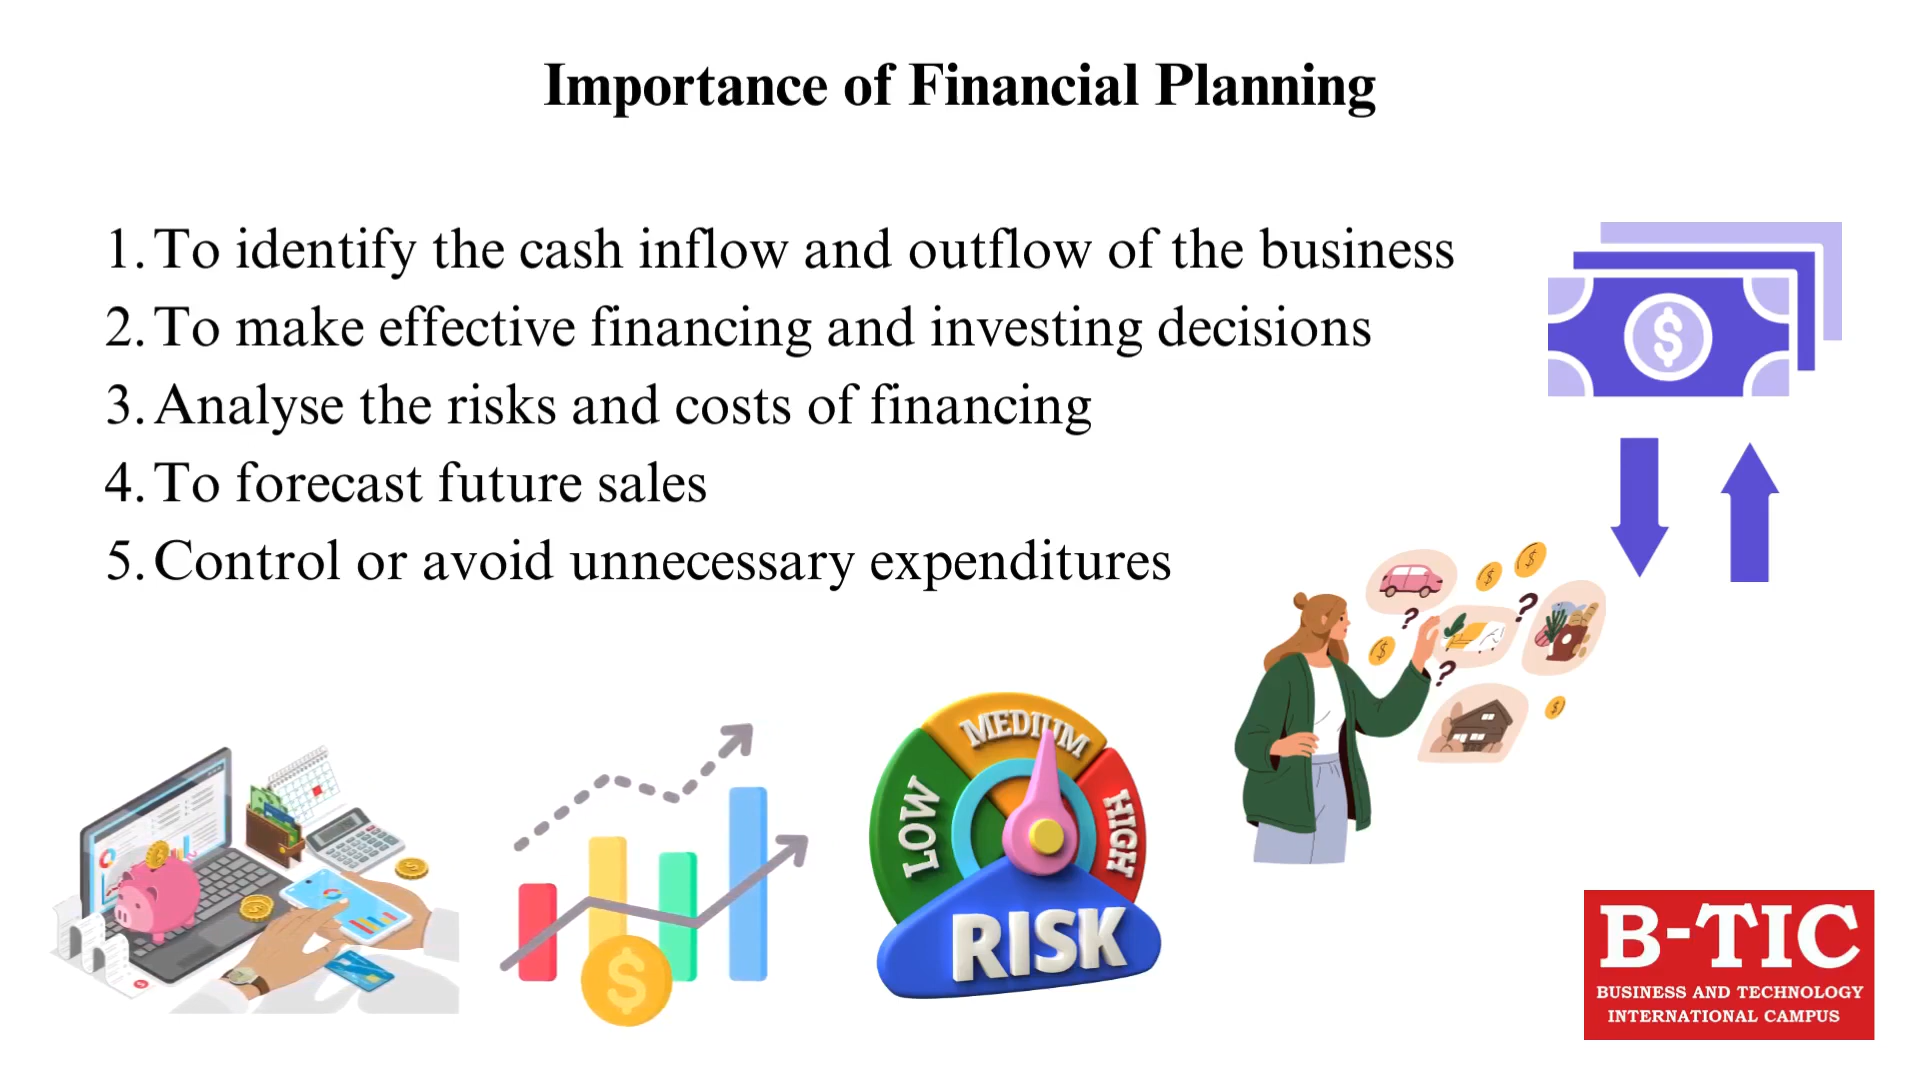 Importance of Financial Planning
1. To identify the cash inflow and outflow of the business
2. To make effective financing and investing decisions
3. Analyse the risks and costs of financing
4. To forecast future sales
5. Control or avoid unnecessary expenditures
$
?
?
?
$
$
$
$
LOW
MEDIUM
HIGH
RISK
$
B-TIC
BUSINESS AND TECHNOLOGY
INTERNATIONAL CAMPUS